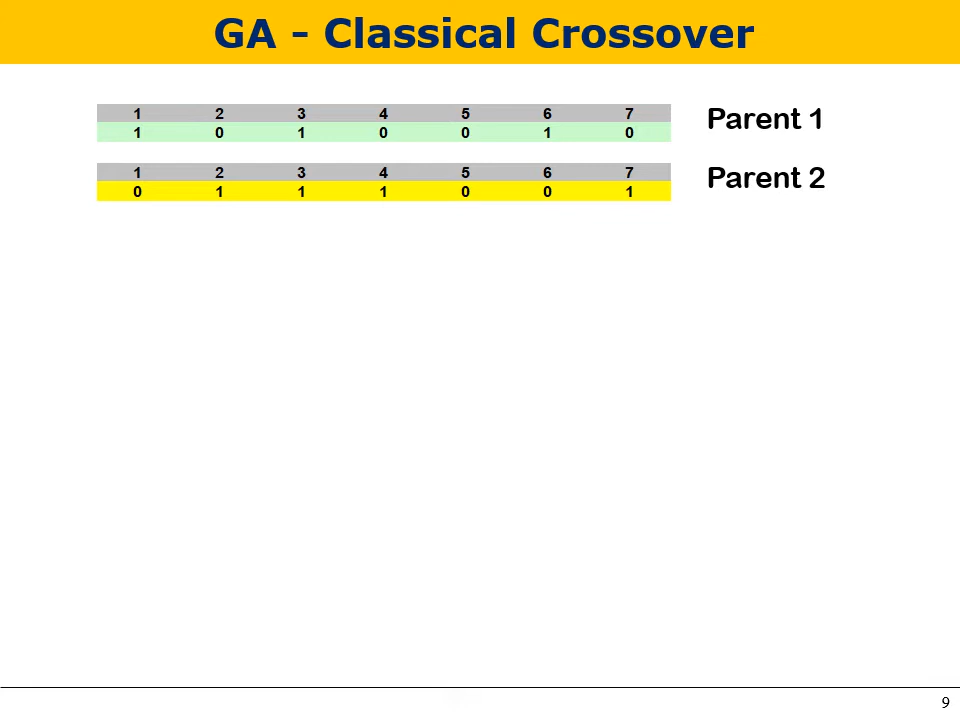 GA - Classical Crossover
1 2 3 4 5 6 7
1 0 1 0 0 1 0
Parent 1
1 2 3 4 5 6 7
0 1 1 1 0 0 1
Parent 2
9